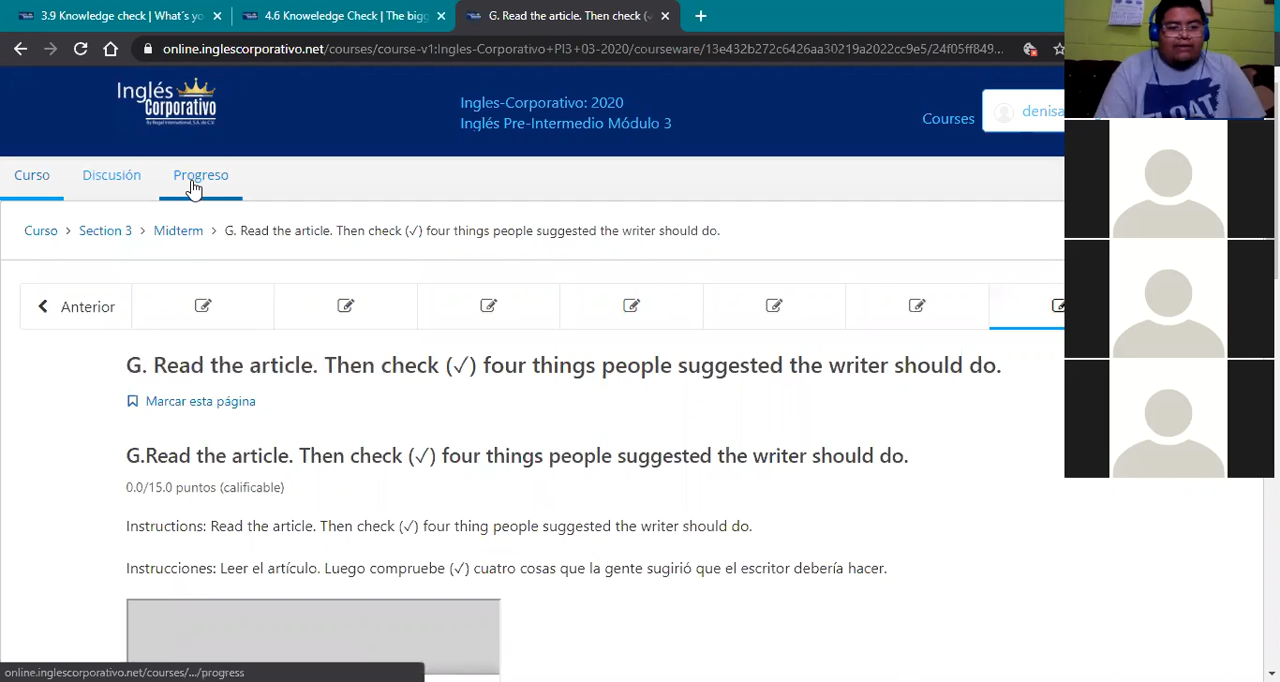 3.9 Knowledge check | What´s yo
4.6 Knoweledge Check | The big
G. Read the article. Then check (
online.inglescorporativo.net/courses/course-v1:Ingles-Corporativo+PI3+03-2020/courseware/13e432b272c6426aa30219a2022cc9e5/24f05ff849...
Inglés
Corporativo
By Regal International, S.A. de C.V.
Ingles-Corporativo: 2020
Inglés Pre-Intermedio Módulo 3
Courses
denisa
Curso
Discusión
Progreso
Curso > Section 3 > Midterm > G. Read the article. Then check (✓) four things people suggested the writer should do.
Anterior
G. Read the article. Then check (✓) four things people suggested the writer should do.
Marcar esta página
G.Read the article. Then check (✓) four things people suggested the writer should do.
0.0/15.0 puntos (calificable)
Instructions: Read the article. Then check (✓) four thing people suggested the writer should do.
Instrucciones: Leer el artículo. Luego compruebe (✓) cuatro cosas que la gente sugirió que el escritor debería hacer.
online.inglescorporativo.net/courses/.../progress